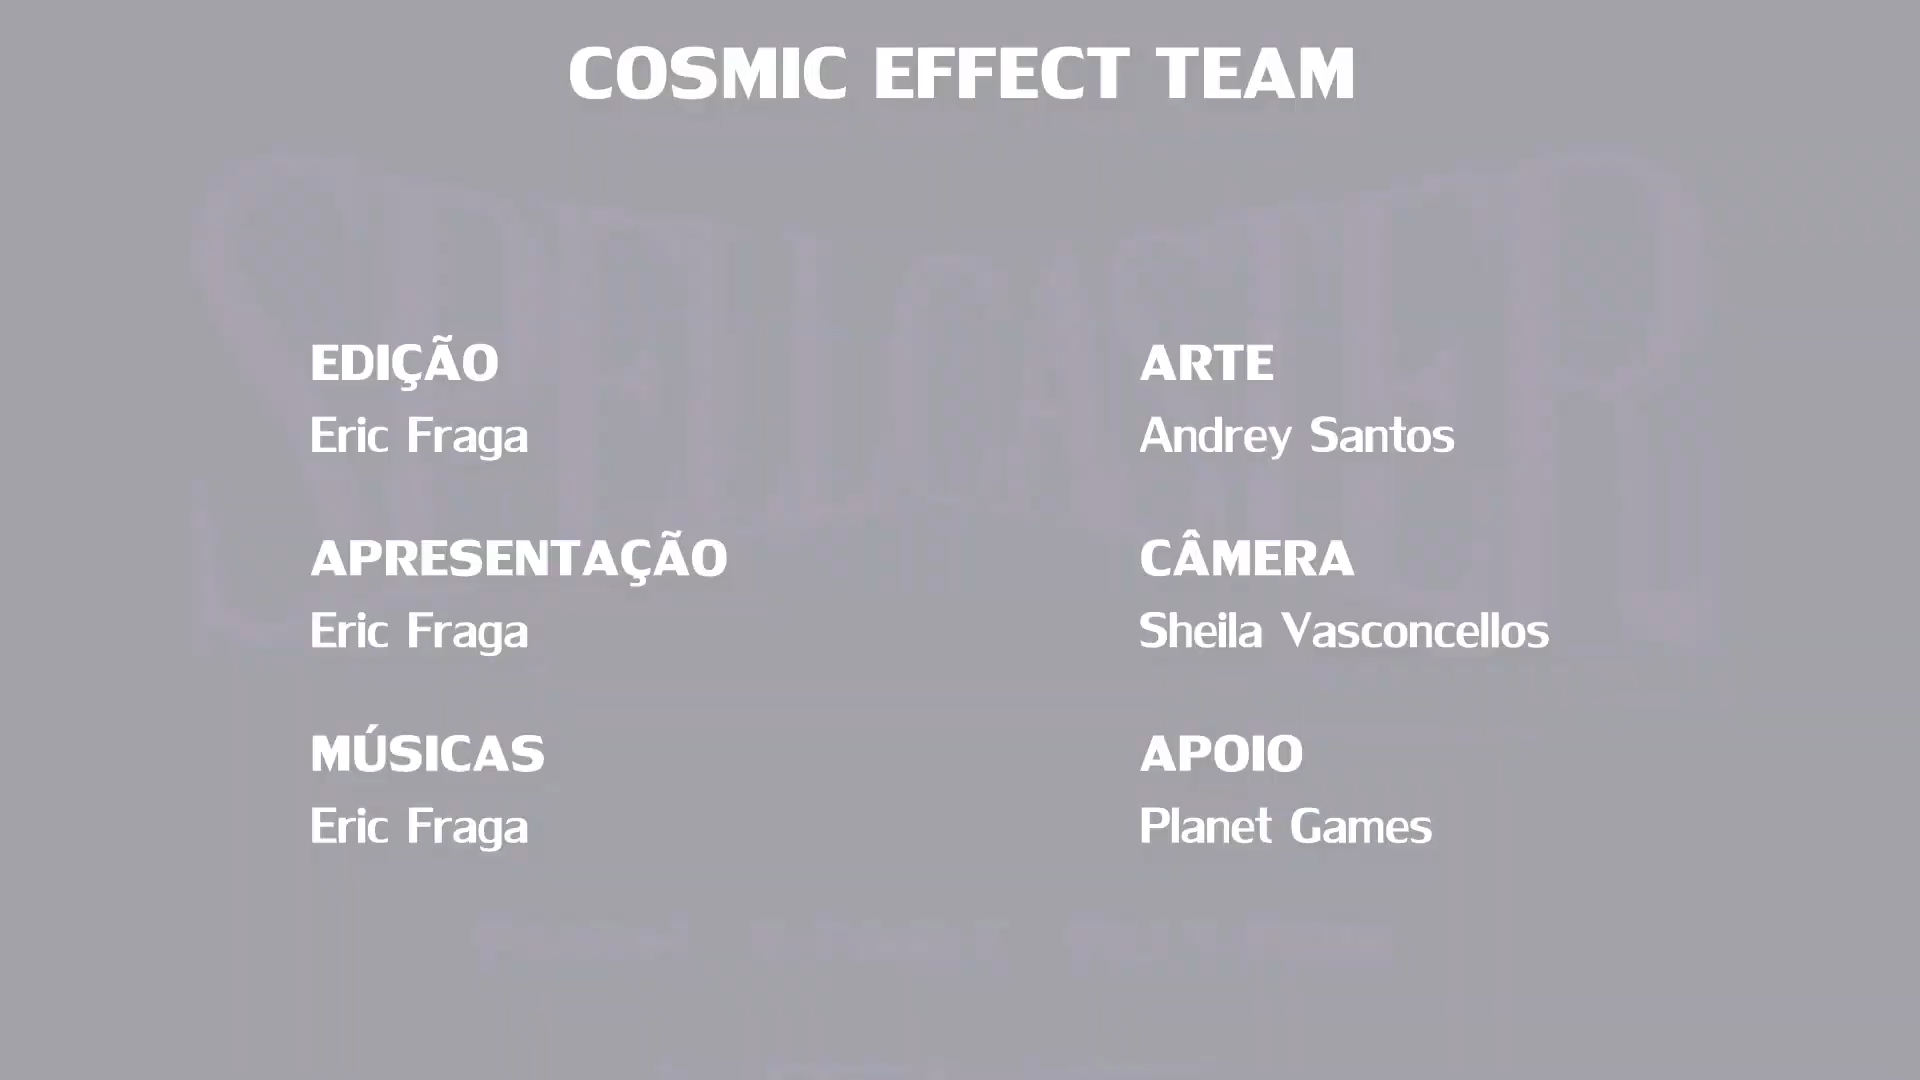 COSMIC EFFECT TEAM
SPELLCASTER
EDIÇÃO
Eric Fraga
APRESENTAÇÃO
Eric Fraga
MÚSICAS
Eric Fraga
ARTE
Andrey Santos
CÂMERA
Sheila Vasconcellos
APOIO
Planet Games